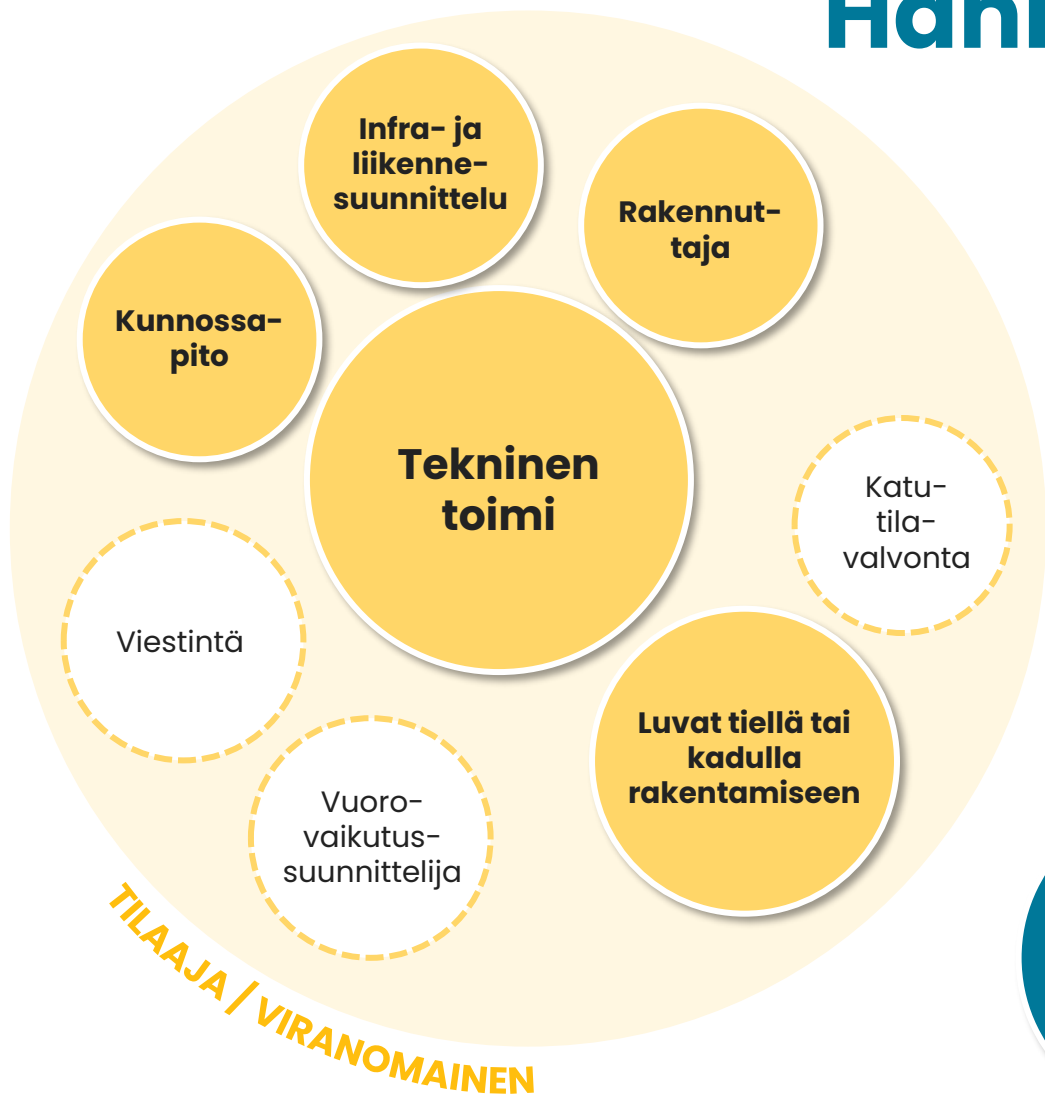 Infra- ja
liikenne-
suunnittelu
Rakennut-
taja
Kunnossa-
pito
Tekninen
toimi
Katu-
tila-
valvonta
Viestintä
Luvat tiellä tai
kadulla
rakentamiseen
Vuoro-
vaikutus-
suunnittelija
TILAAJA / VIRANOMAINEN